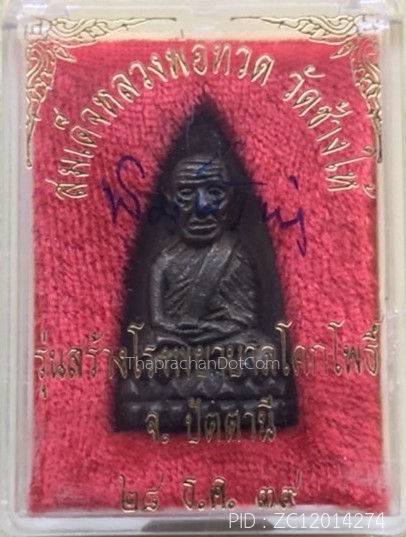 สมเด็จหลวงพ่อทวด วัดช้างให้
รุ่นสร้างโรงพยาบาลโคกโพธิ์
ThaprachanDotCom
จ. ปัตตานี
๒๘ ธ.ค. ๓๙
PID : ZC12014274